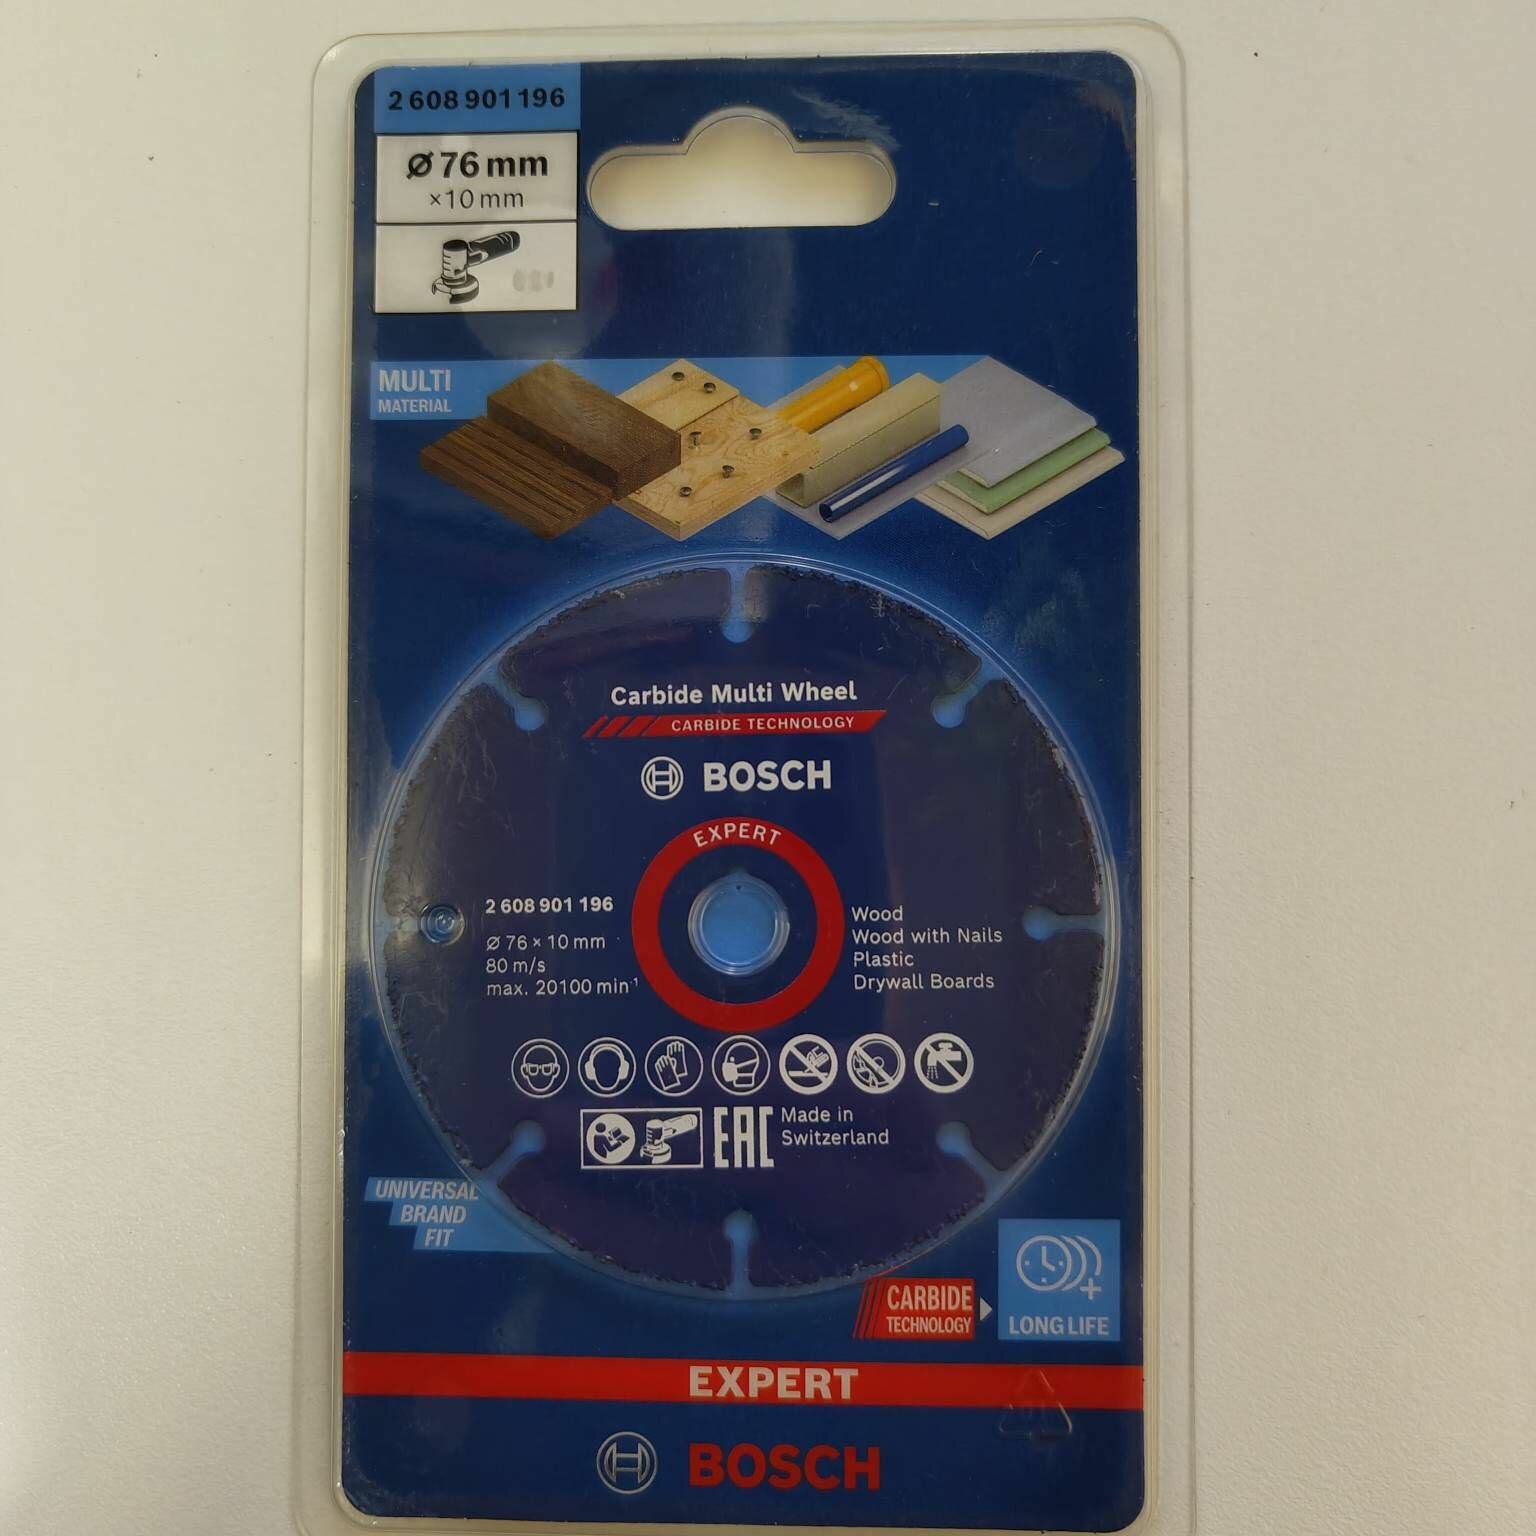 2 608 901 196
Ø 76 mm
×10 mm
MULTI
MATERIAL
Carbide Multi Wheel
CARBIDE TECHNOLOGY
BOSCH
EXPERT
2 608 901 196
Ø 76 × 10 mm
80 m/s
max. 20100 min⁻¹
Wood
Wood with Nails
Plastic
Drywall Boards
EAC
Made in
Switzerland
UNIVERSAL
BRAND
FIT
CARBIDE
TECHNOLOGY
LONG LIFE
EXPERT
BOSCH